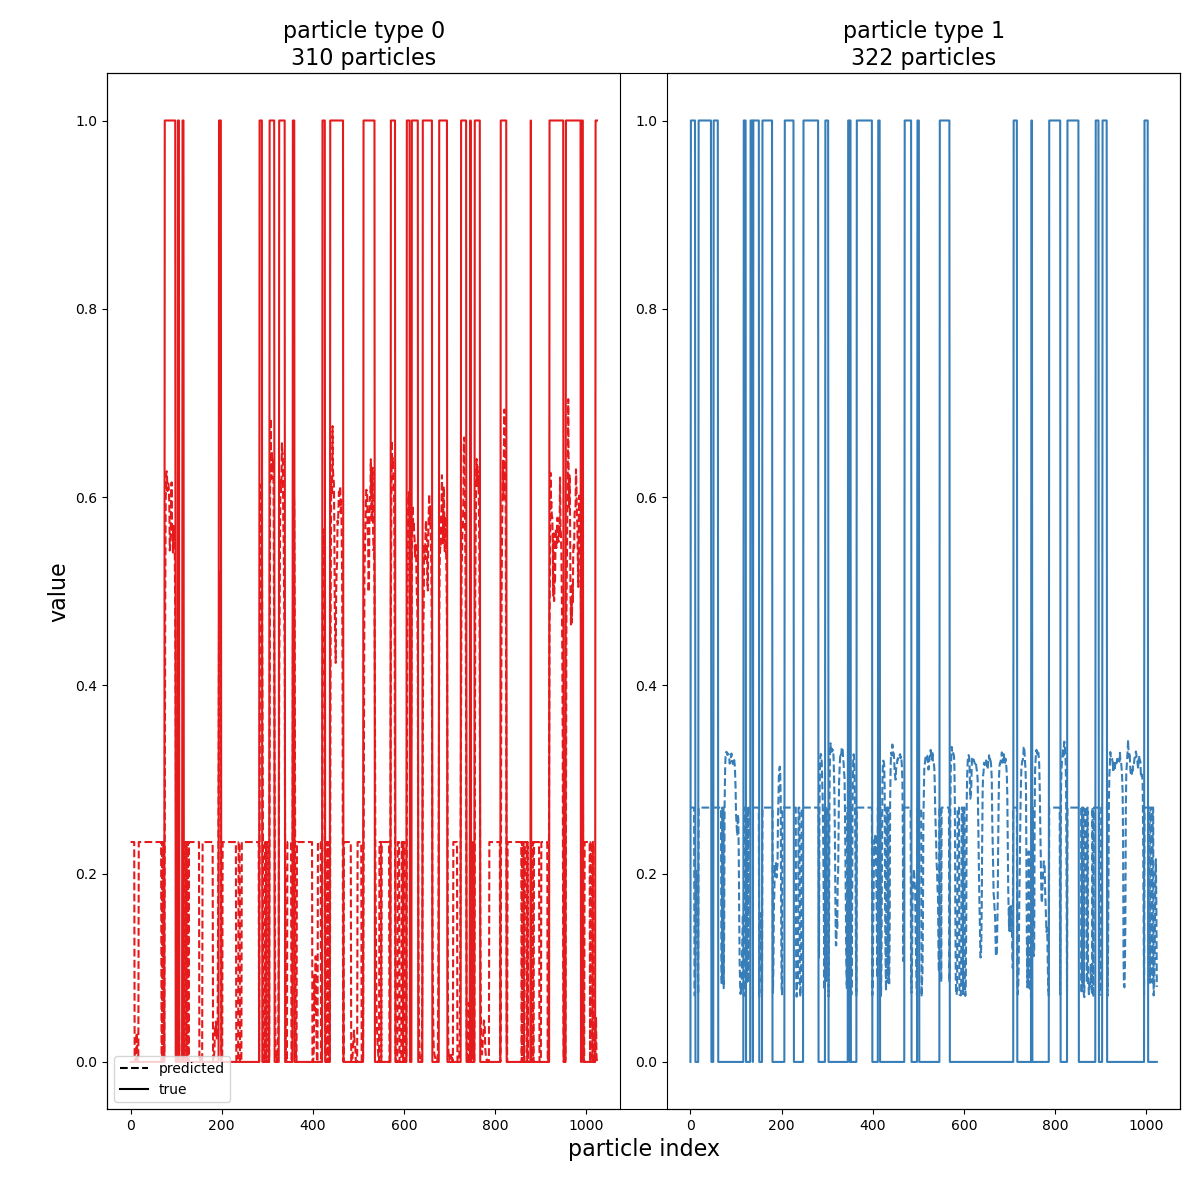 particle type 0
310 particles
particle type 1
322 particles
value
1.0
0.8
0.6
0.4
0.2
0.0
1.0
0.8
0.6
0.4
0.2
0.0
predicted
true
0 200 400 600 800 1000
0 200 400 600 800 1000
particle index